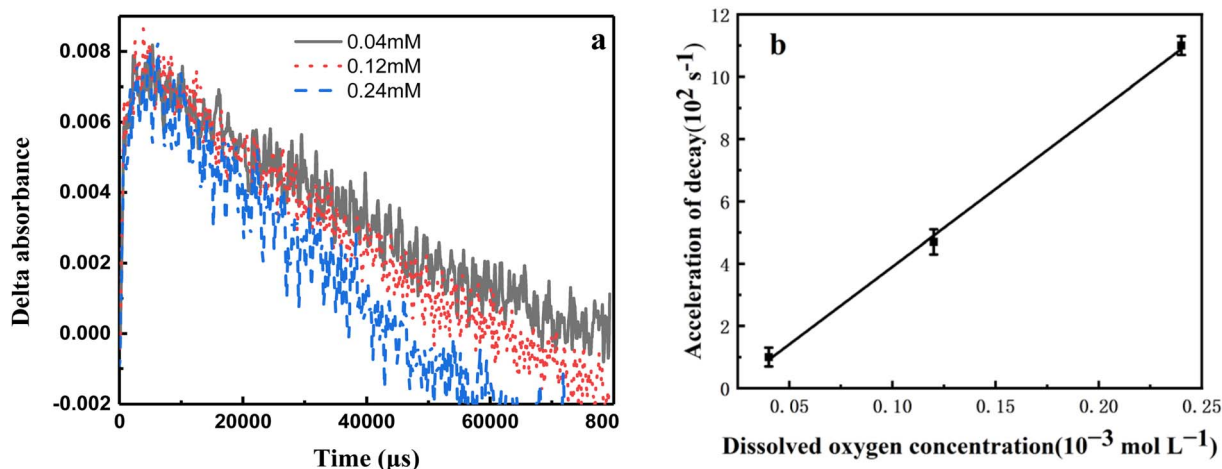 a
0.04mM
0.12mM
0.24mM
0.008
0.006
0.004
0.002
0.000
-0.002
Delta absorbance
0
20000
40000
60000
800
Time (µs)
b
12
10
8
6
4
2
0
Acceleration of decay(10² s⁻¹)
0.05
0.10
0.15
0.20
0.25
Dissolved oxygen concentration(10⁻³ mol L⁻¹)